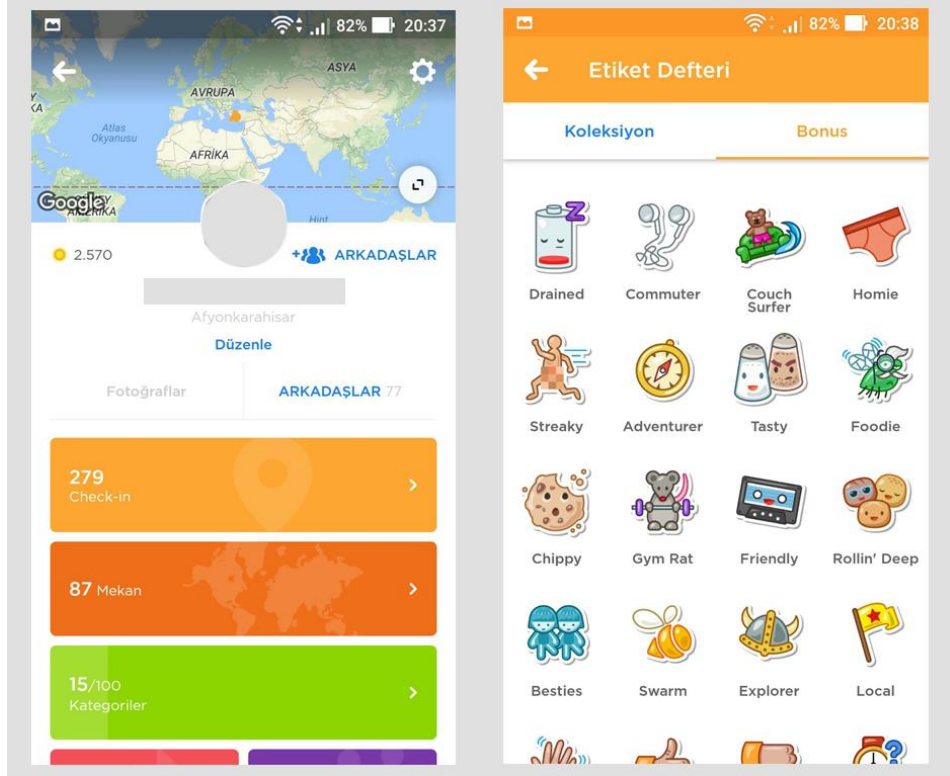 82% 20:37
ASYA
AVRUPA
Atlas
Okyanusu
AFRİKA
Google
Hint
2.570
ARKADAŞLAR
Afyonkarahisar
Düzenle
Fotoğraflar
ARKADAŞLAR 77
279
Check-in
87 Mekan
15/100
Kategoriler
82% 20:38
Etiket Defteri
Koleksiyon
Bonus
Drained
Commuter
Couch
Surfer
Homie
Streaky
Adventurer
Tasty
Foodie
Chippy
Gym Rat
Friendly
Rollin' Deep
Besties
Swarm
Explorer
Local